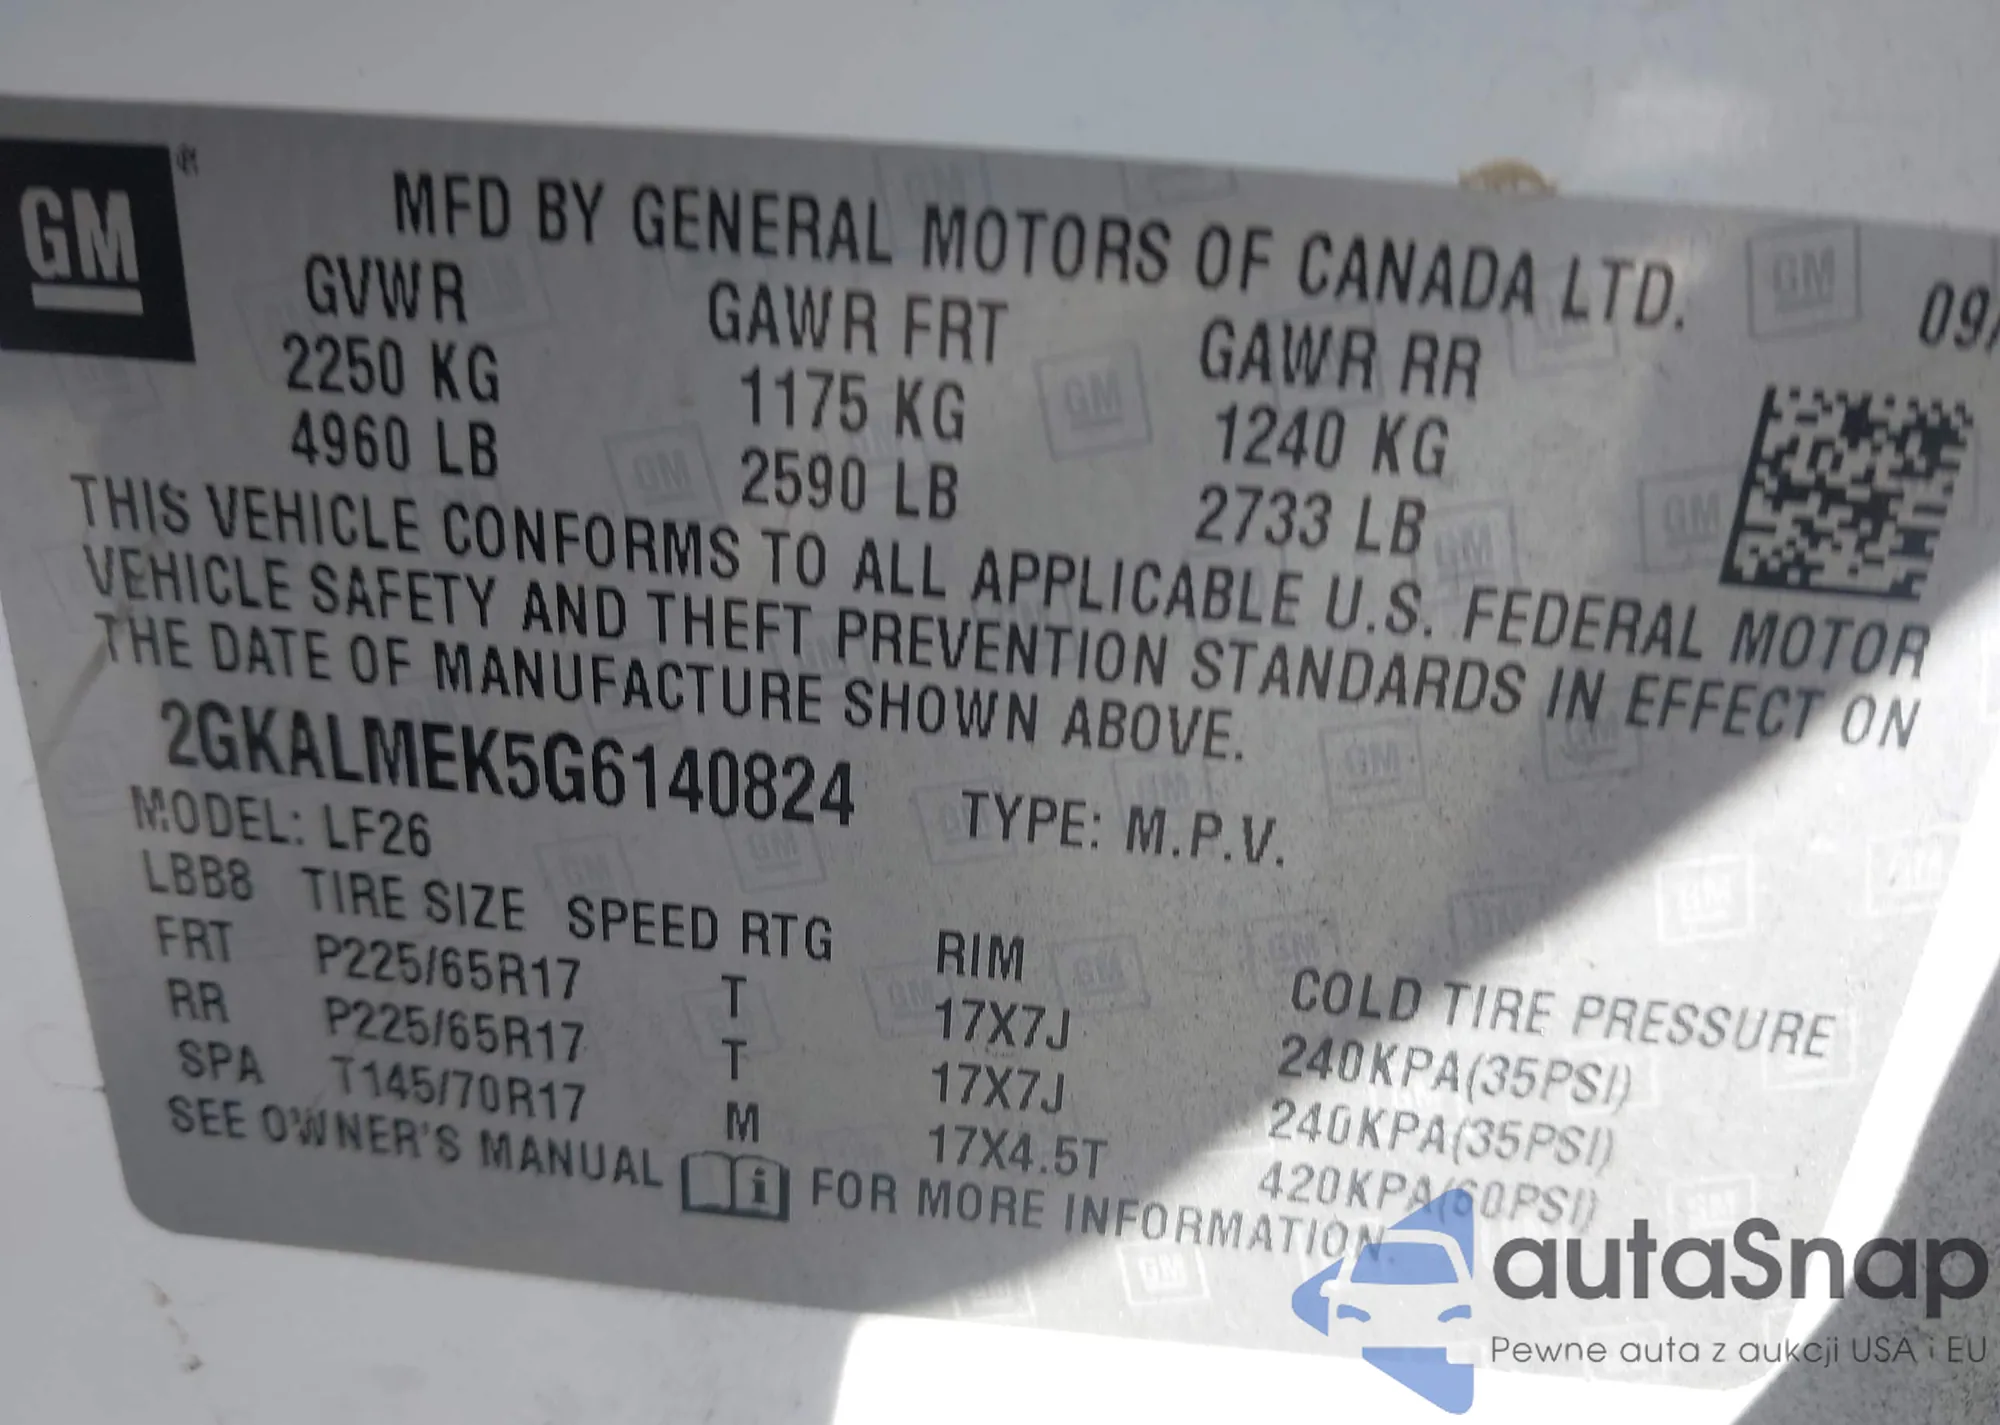 GM
MFD BY GENERAL MOTORS OF CANADA LTD.
09/
GVWR GAWR FRT GAWR RR
2250 KG 1175 KG 1240 KG
4960 LB 2590 LB 2733 LB
THIS VEHICLE CONFORMS TO ALL APPLICABLE U.S. FEDERAL MOTOR
VEHICLE SAFETY AND THEFT PREVENTION STANDARDS IN EFFECT ON
THE DATE OF MANUFACTURE SHOWN ABOVE.
2GKALMEK5G6140824 TYPE: M.P.V.
MODEL: LF26
LBB8 TIRE SIZE SPEED RTG RIM COLD TIRE PRESSURE
FRT P225/65R17 T 17X7J 240KPA(35PSI)
RR P225/65R17 T 17X7J 240KPA(35PSI)
SPA T145/70R17 M 17X4.5T 420KPA(60PSI)
SEE OWNER'S MANUAL i FOR MORE INFORMATION.
autaSnap
Pewne auta z aukcji USA i EU